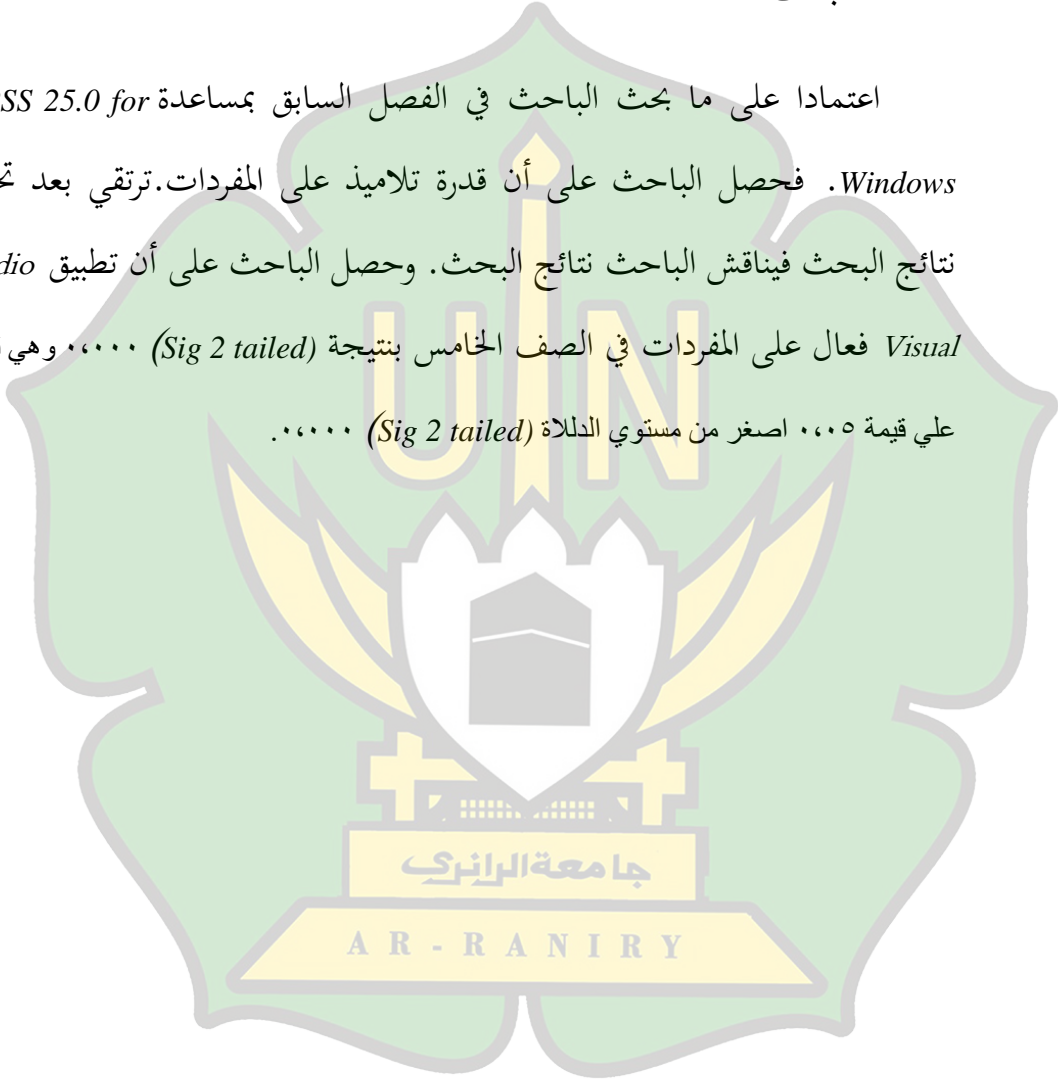 اعتمادا على ما بحث الباحث في الفصل السابق بمساعدة SS 25.0 for
Windows. فحصل الباحث على أن قدرة تلاميذ على المفردات.ترتقي بعد
نتائج البحث فيناقش الباحث نتائج البحث. وحصل الباحث على أن تطبيق dio
Visual فعال على المفردات في الصف الخامس بنتيجة (Sig 2 tailed) ٠،٠٠٠ وهي
علي قيمة ٠،٠٥ اصغر من مستوي الدللاة (Sig 2 tailed) ٠،٠٠٠.
UIN
جامعة الرانري
AR-RANIRY